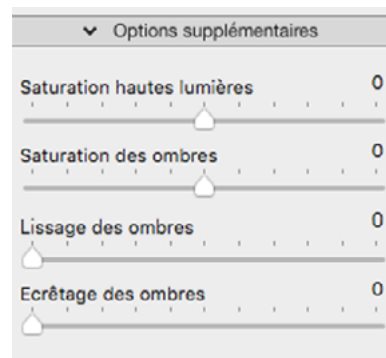 Options supplémentaires
Saturation hautes lumières 0
Saturation des ombres 0
Lissage des ombres 0
Ecrêtage des ombres 0